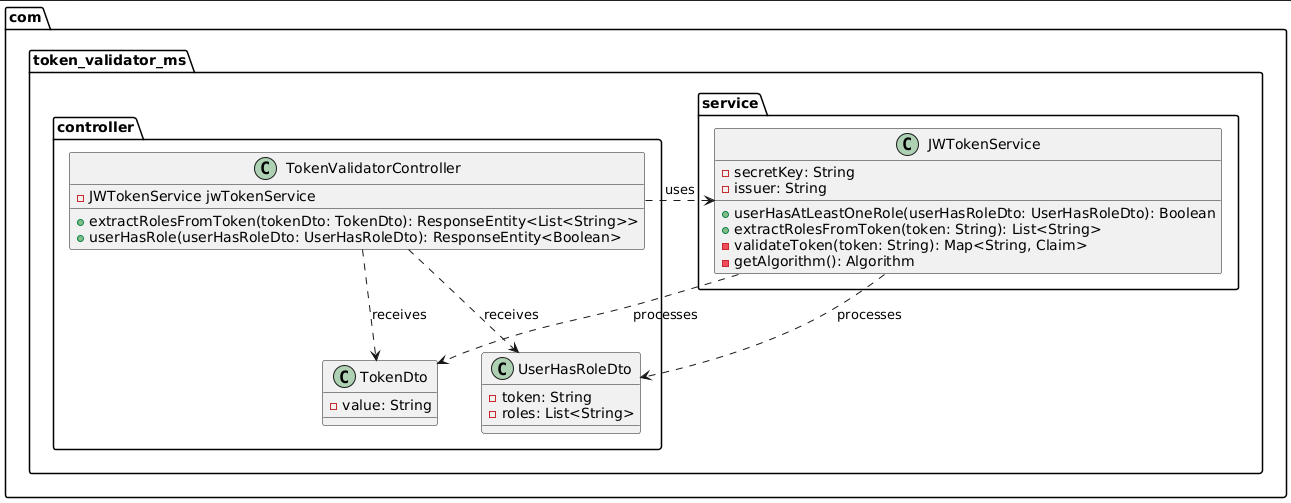 com
token_validator_ms
service
controller
C JWTokenService
secretKey: String
issuer: String
userHasAtLeastOneRole(userHasRoleDto: UserHasRoleDto): Boolean
extractRolesFromToken(token: String): List<String>
validateToken(token: String): Map<String, Claim>
getAlgorithm(): Algorithm
C TokenValidatorController
JWTokenService jwTokenService
extractRolesFromToken(tokenDto: TokenDto): ResponseEntity<List<String>>
userHasRole(userHasRoleDto: UserHasRoleDto): ResponseEntity<Boolean>
uses
receives
receives
processes
processes
C TokenDto
value: String
C UserHasRoleDto
token: String
roles: List<String>